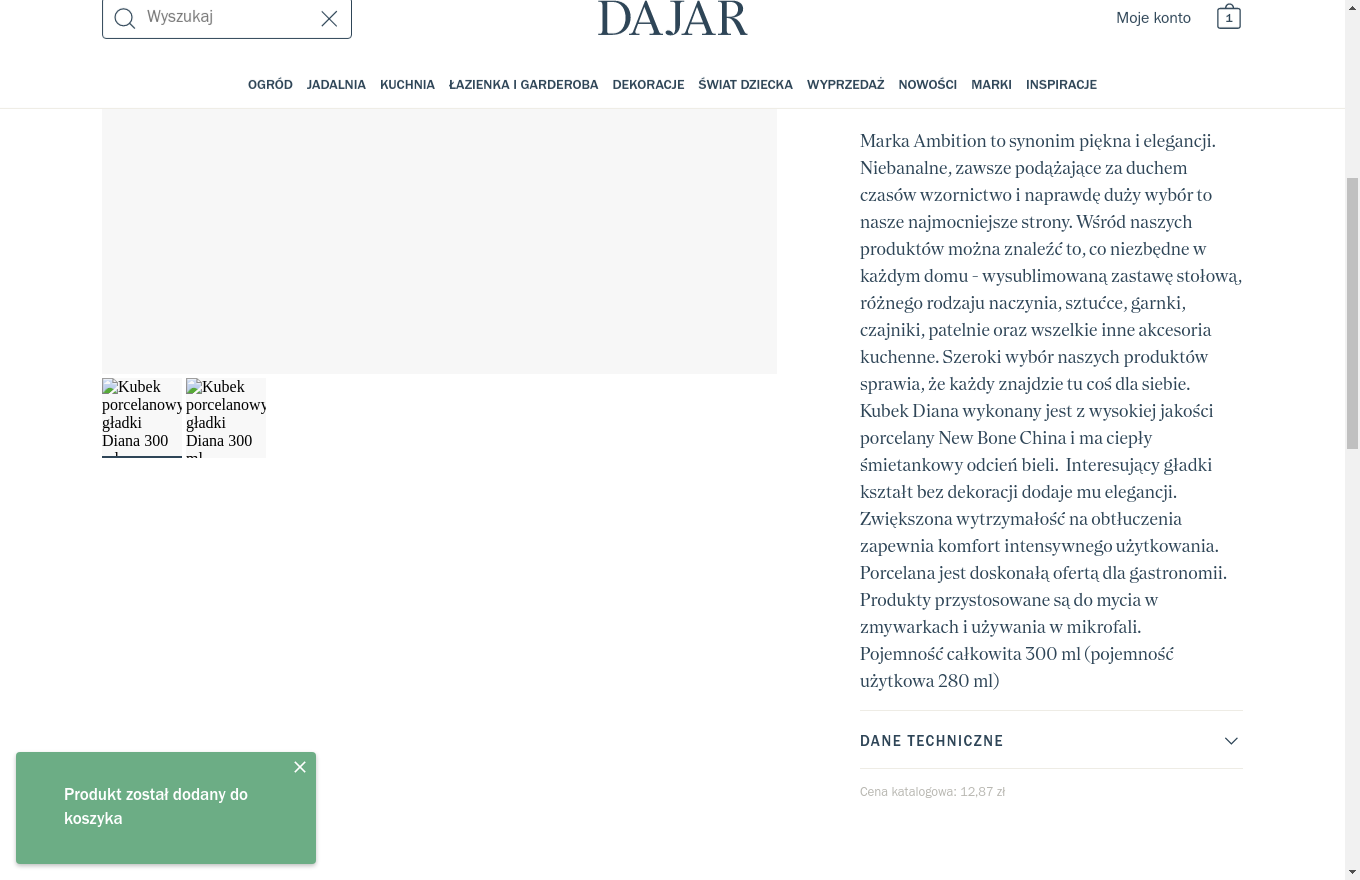 Wyszukaj
DAJAR
Moje konto
1
OGRÓD JADALNIA KUCHNIA ŁAZIENKA I GARDEROBA DEKORACJE ŚWIAT DZIECKA WYPRZEDAŻ NOWOŚCI MARKI INSPIRACJE
Marka Ambition to synonim piękna i elegancji.
Niebanalne, zawsze podążające za duchem
czasów wzornictwo i naprawdę duży wybór to
nasze najmocniejsze strony. Wśród naszych
produktów można znaleźć to, co niezbędne w
każdym domu - wysublimowaną zastawę stołową,
różnego rodzaju naczynia, sztućce, garnki,
czajniki, patelnie oraz wszelkie inne akcesoria
kuchenne. Szeroki wybór naszych produktów
sprawia, że każdy znajdzie tu coś dla siebie.
Kubek Diana wykonany jest z wysokiej jakości
porcelany New Bone China i ma ciepły
śmietankowy odcień bieli.  Interesujący gładki
kształt bez dekoracji dodaje mu elegancji.
Zwiększona wytrzymałość na obtłuczenia
zapewnia komfort intensywnego użytkowania.
Porcelana jest doskonałą ofertą dla gastronomii.
Produkty przystosowane są do mycia w
zmywarkach i używania w mikrofali.
Pojemność całkowita 300 ml (pojemność
użytkowa 280 ml)
DANE TECHNICZNE
Cena katalogowa: 12,87 zł
Kubek
porcelanowy
gładki
Diana 300
Kubek
porcelanowy
gładki
Diana 300
ml
Produkt został dodany do
koszyka